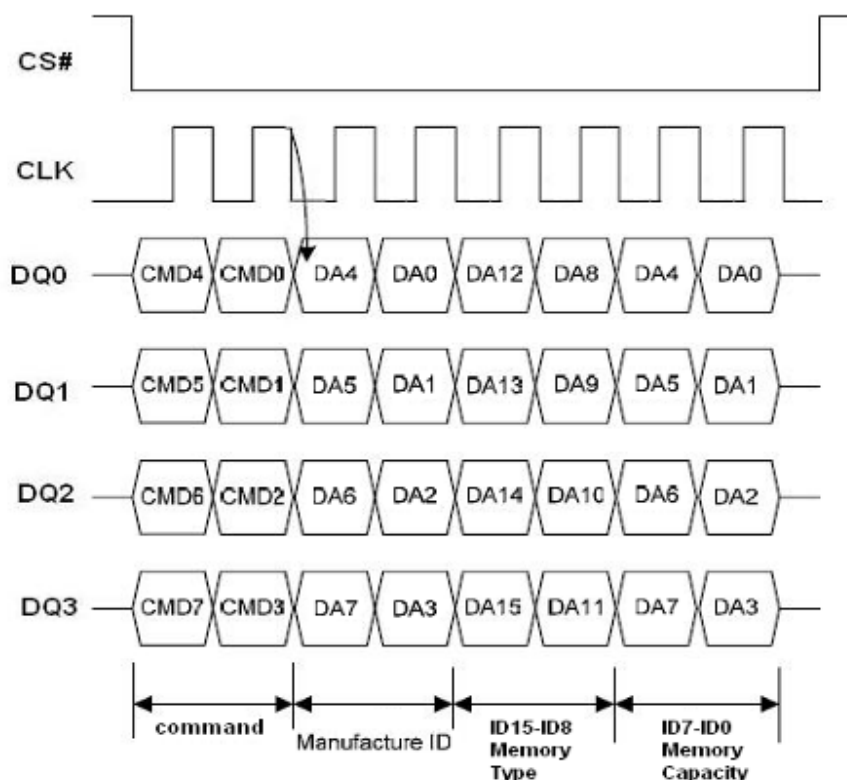 CS#
CLK
DQ0 CMD4 CMD0 DA4 DA0 DA12 DA8 DA4 DA0
DQ1 CMD5 CMD1 DA5 DA1 DA13 DA9 DA5 DA1
DQ2 CMD6 CMD2 DA6 DA2 DA14 DA10 DA6 DA2
DQ3 CMD7 CMD3 DA7 DA3 DA15 DA11 DA7 DA3
command
Manufacture ID
ID15-ID8
Memory
Type
ID7-ID0
Memory
Capacity